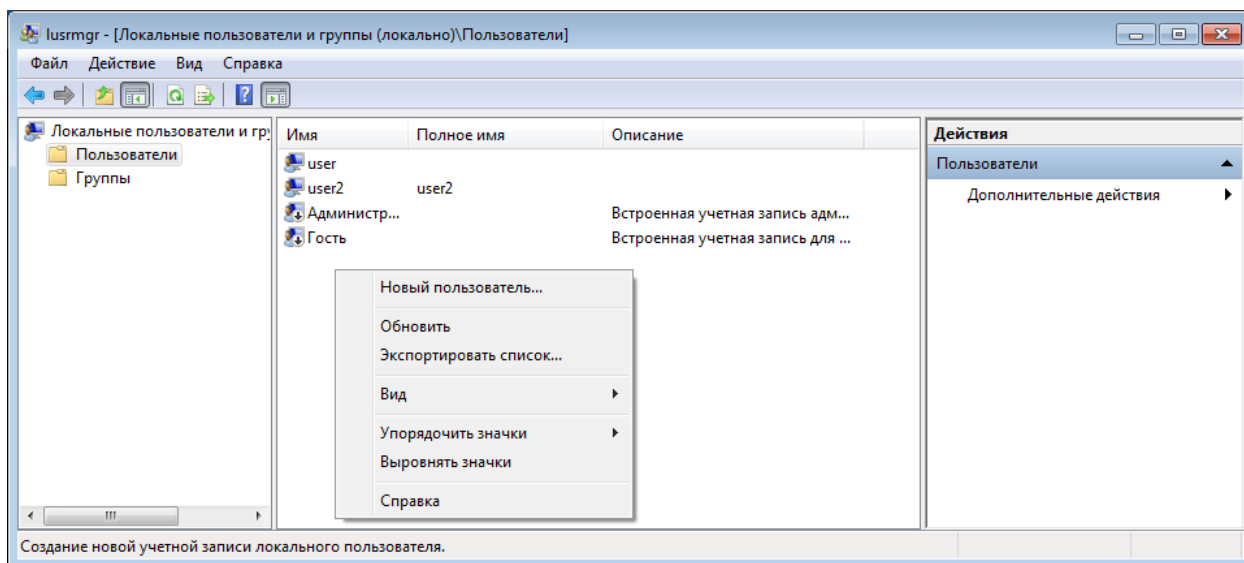 lusrmgr - [Локальные пользователи и группы (локально)\Пользователи]
Файл Действие Вид Справка
Локальные пользователи и гру
Пользователи
Группы
Имя Полное имя Описание
user
user2 user2
Администр... Встроенная учетная запись адм...
Гость Встроенная учетная запись для ...
Новый пользователь...
Обновить
Экспортировать список...
Вид
Упорядочить значки
Выровнять значки
Справка
Действия
Пользователи
Дополнительные действия
Создание новой учетной записи локального пользователя.